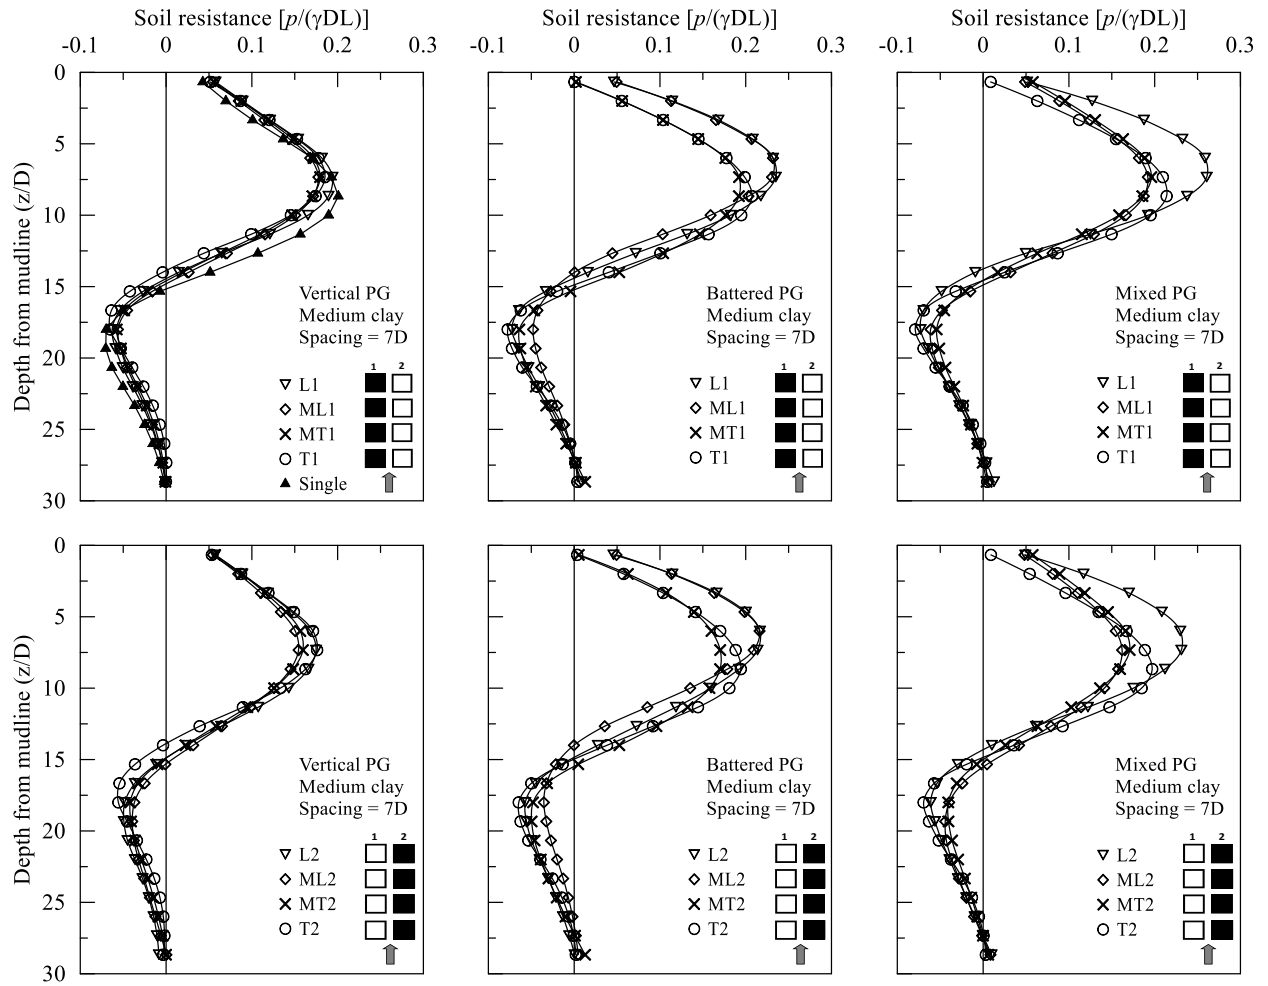 Soil resistance [p/(γDL)] Soil resistance [p/(γDL)] Soil resistance [p/(γDL)]
-0.1 0 0.1 0.2 0.3 -0.1 0 0.1 0.2 0.3 -0.1 0 0.1 0.2 0.3
Depth from mudline (z/D)
0
5
10
15
20
25
30
Vertical PG
Medium clay
Spacing = 7D
1 2
L1
ML1
MT1
T1
Single
Battered PG
Medium clay
Spacing = 7D
1 2
L1
ML1
MT1
T1
Mixed PG
Medium clay
Spacing = 7D
1 2
L1
ML1
MT1
T1
Depth from mudline (z/D)
0
5
10
15
20
25
30
Vertical PG
Medium clay
Spacing = 7D
1 2
L2
ML2
MT2
T2
Battered PG
Medium clay
Spacing = 7D
1 2
L2
ML2
MT2
T2
Mixed PG
Medium clay
Spacing = 7D
1 2
L2
ML2
MT2
T2